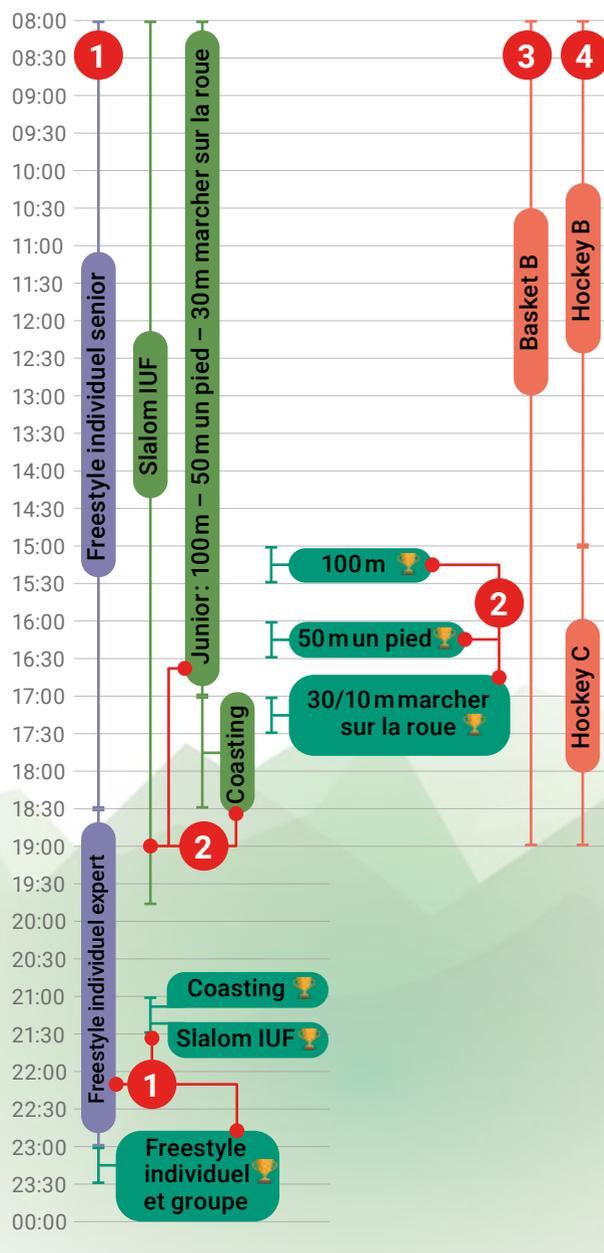 08:00
08:30
09:00
09:30
10:00
10:30
11:00
11:30
12:00
12:30
13:00
13:30
14:00
14:30
15:00
15:30
16:00
16:30
17:00
17:30
18:00
18:30
19:00
19:30
20:00
20:30
21:00
21:30
22:00
22:30
23:00
23:30
00:00
1
3
4
Freestyle individuel senior
Slalom IUF
Junior: 100 m – 50 m un pied – 30 m marcher sur la roue
Basket B
Hockey B
100 m
2
50 m un pied
30/10 m marcher
sur la roue
Coasting
Hockey C
2
Freestyle individuel expert
Coasting
Slalom IUF
1
Freestyle
individuel
et groupe